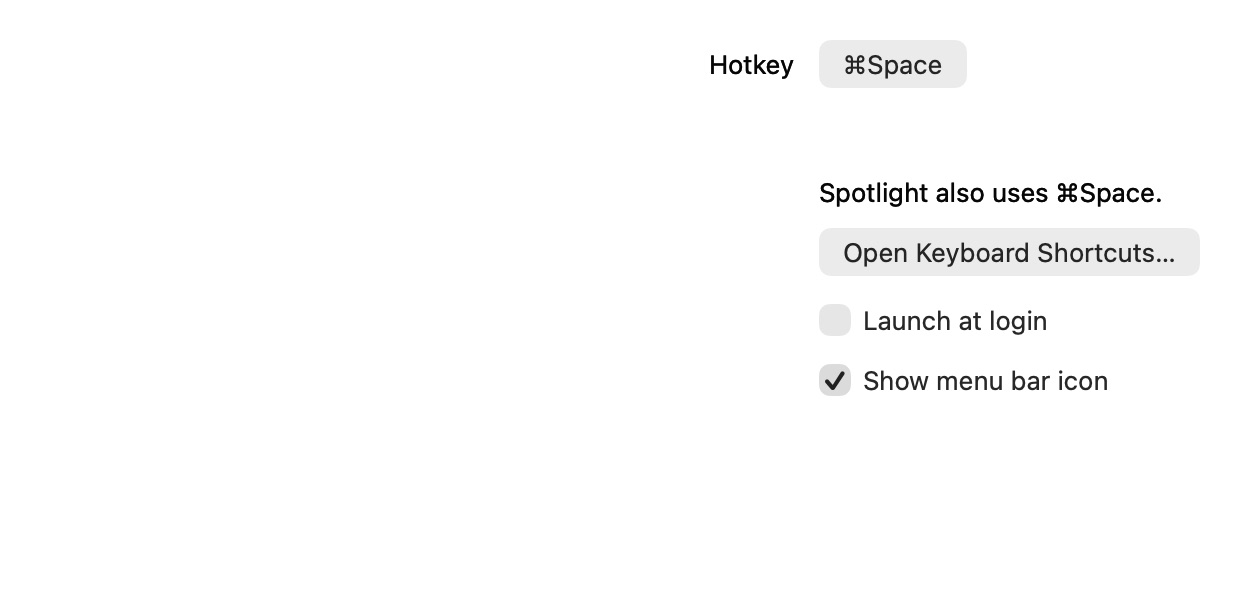 Hotkey ⌘Space
Spotlight also uses ⌘Space.
Open Keyboard Shortcuts...
Launch at login
Show menu bar icon